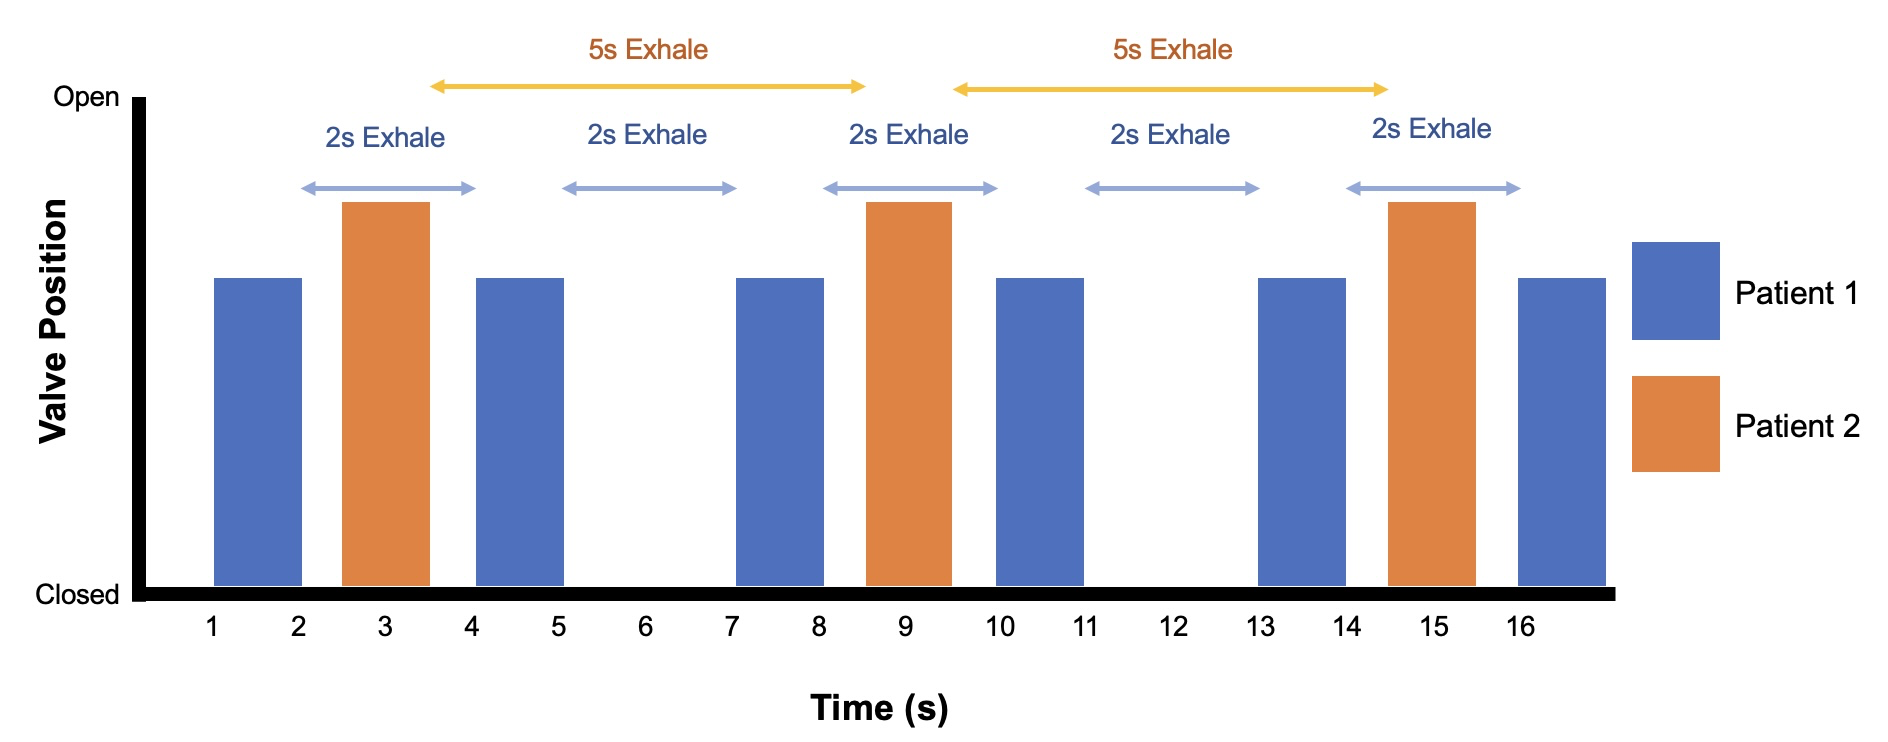 5s Exhale
5s Exhale
Open
2s Exhale
2s Exhale
2s Exhale
2s Exhale
2s Exhale
Valve Position
Patient 1
Patient 2
Closed
1 2 3 4 5 6 7 8 9 10 11 12 13 14 15 16
Time (s)